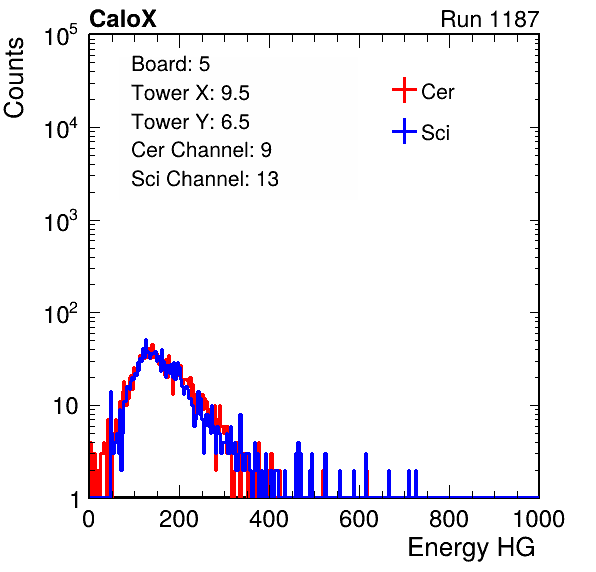 CaloX Run 1187
Counts
10^5
10^4
10^3
10^2
10
1
Board: 5
Tower X: 9.5
Tower Y: 6.5
Cer Channel: 9
Sci Channel: 13
Cer
Sci
0 200 400 600 800 1000
Energy HG